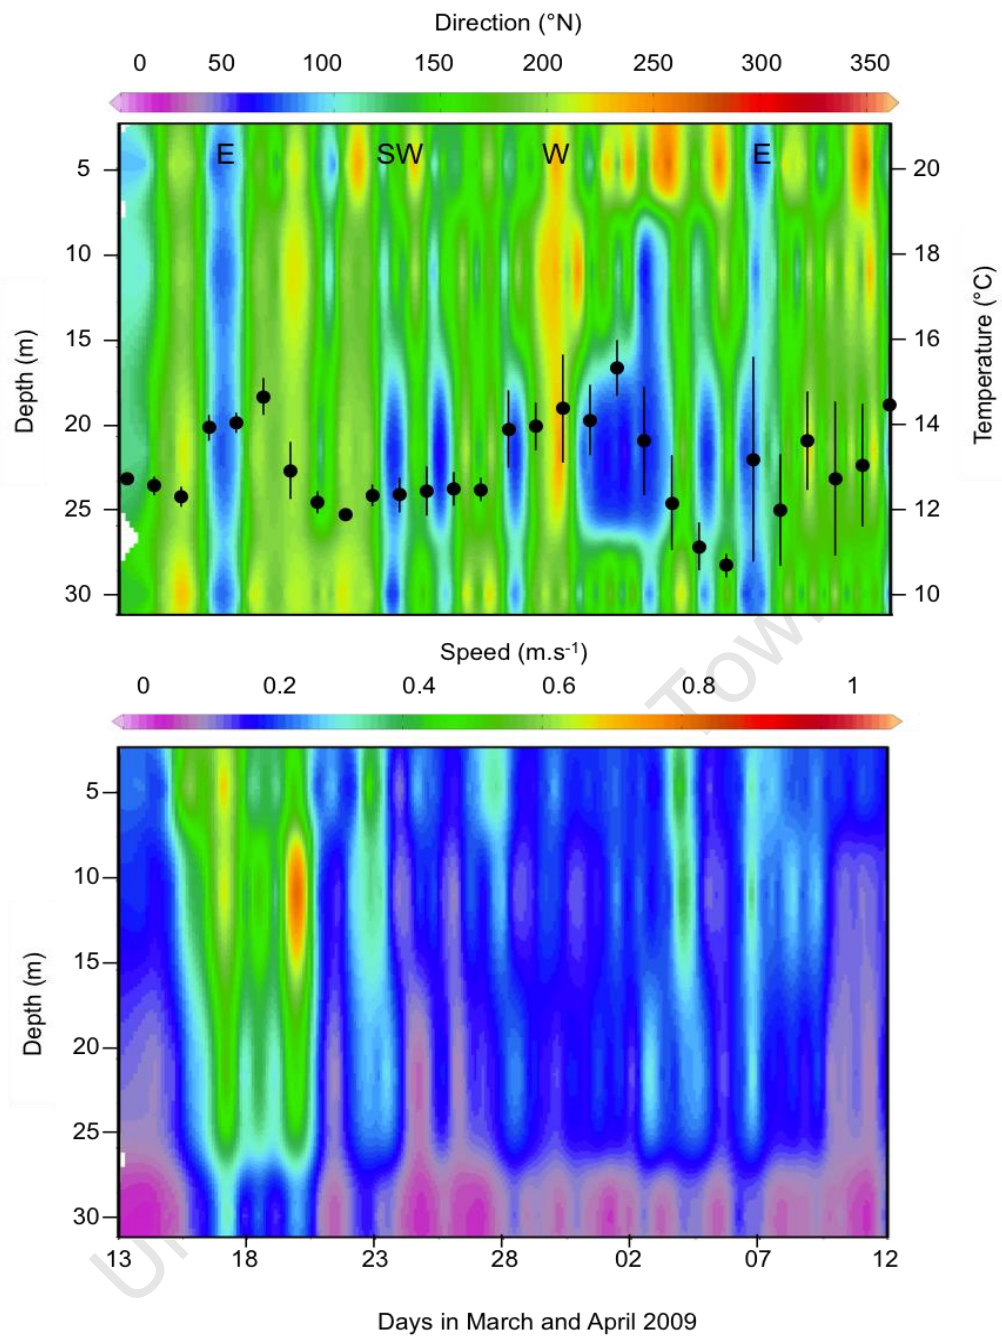 Direction (°N)
0 50 100 150 200 250 300 350
E SW W E
5 20
10 18
15 16
20 14
25 12
30 10
Depth (m)
Temperature (°C)
Speed (m.s-1)
0 0.2 0.4 0.6 0.8 1
5
10
15
20
25
30
Depth (m)
13 18 23 28 02 07 12
Days in March and April 2009
Town